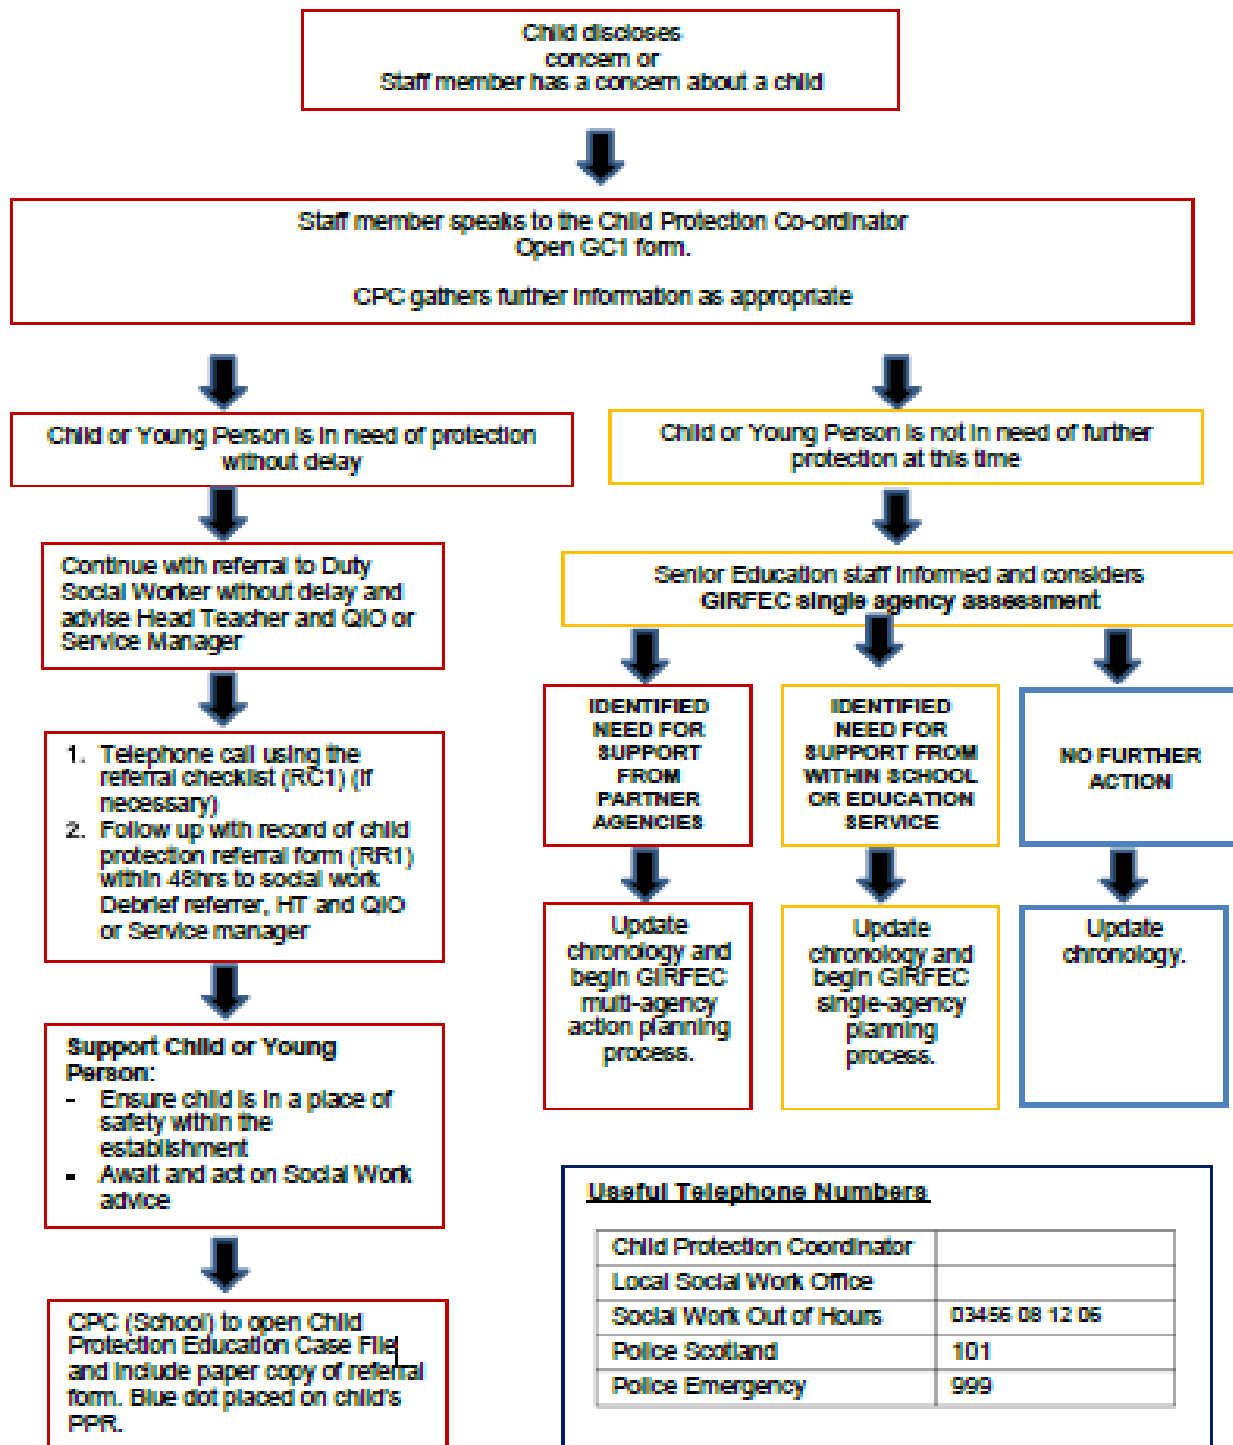 Child discloses
concern or
Staff member has a concern about a child
Staff member speaks to the Child Protection Co-ordinator
Open GC1 form.
CPC gathers further information as appropriate
Child or Young Person is in need of protection
without delay
Child or Young Person is not in need of further
protection at this time
Continue with referral to Duty
Social Worker without delay and
advise Head Teacher and QIO or
Service Manager
Senior Education staff informed and considers
GIRFEC single agency assessment
1. Telephone call using the
referral checklist (RC1) (if
necessary)
2. Follow up with record of child
protection referral form (RR1)
within 48hrs to social work
Debrief referrer, HT and QIO
or Service manager
IDENTIFIED
NEED FOR
SUPPORT
FROM
PARTNER
AGENCIES
IDENTIFIED
NEED FOR
SUPPORT FROM
WITHIN SCHOOL
OR EDUCATION
SERVICE
NO FURTHER
ACTION
Update
chronology and
begin GIRFEC
multi-agency
action planning
process.
Update
chronology and
begin GIRFEC
single-agency
planning
process.
Update
chronology.
Support Child or Young
Person:
- Ensure child is in a place of
safety within the
establishment
- Await and act on Social Work
advice
CPC (School) to open Child
Protection Education Case File
and include paper copy of referral
form. Blue dot placed on child's
PPR.
Useful Telephone Numbers
Child Protection Coordinator
Local Social Work Office
Social Work Out of Hours 03456 08 12 06
Police Scotland 101
Police Emergency 999